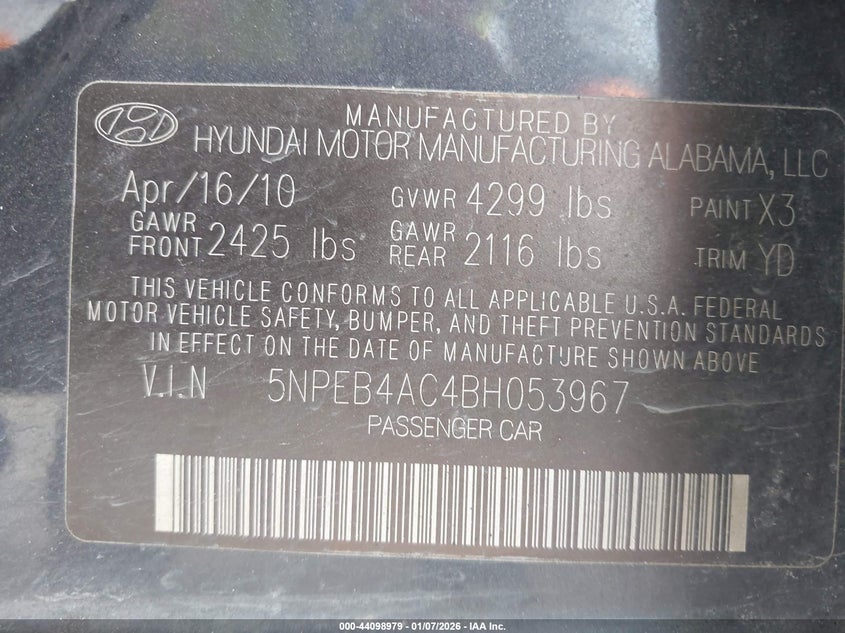 MANUFACTURED BY
HYUNDAI MOTOR MANUFACTURING ALABAMA, LLC
Apr/16/10 GVWR 4299 lbs PAINT X3
GAWR FRONT 2425 lbs GAWR REAR 2116 lbs TRIM YD
THIS VEHICLE CONFORMS TO ALL APPLICABLE U.S.A. FEDERAL
MOTOR VEHICLE SAFETY, BUMPER, AND THEFT PREVENTION STANDARDS
IN EFFECT ON THE DATE OF MANUFACTURE SHOWN ABOVE
V.I.N 5NPEB4AC4BH053967
PASSENGER CAR
000-44098979 - 01/07/2026 - IAA Inc.